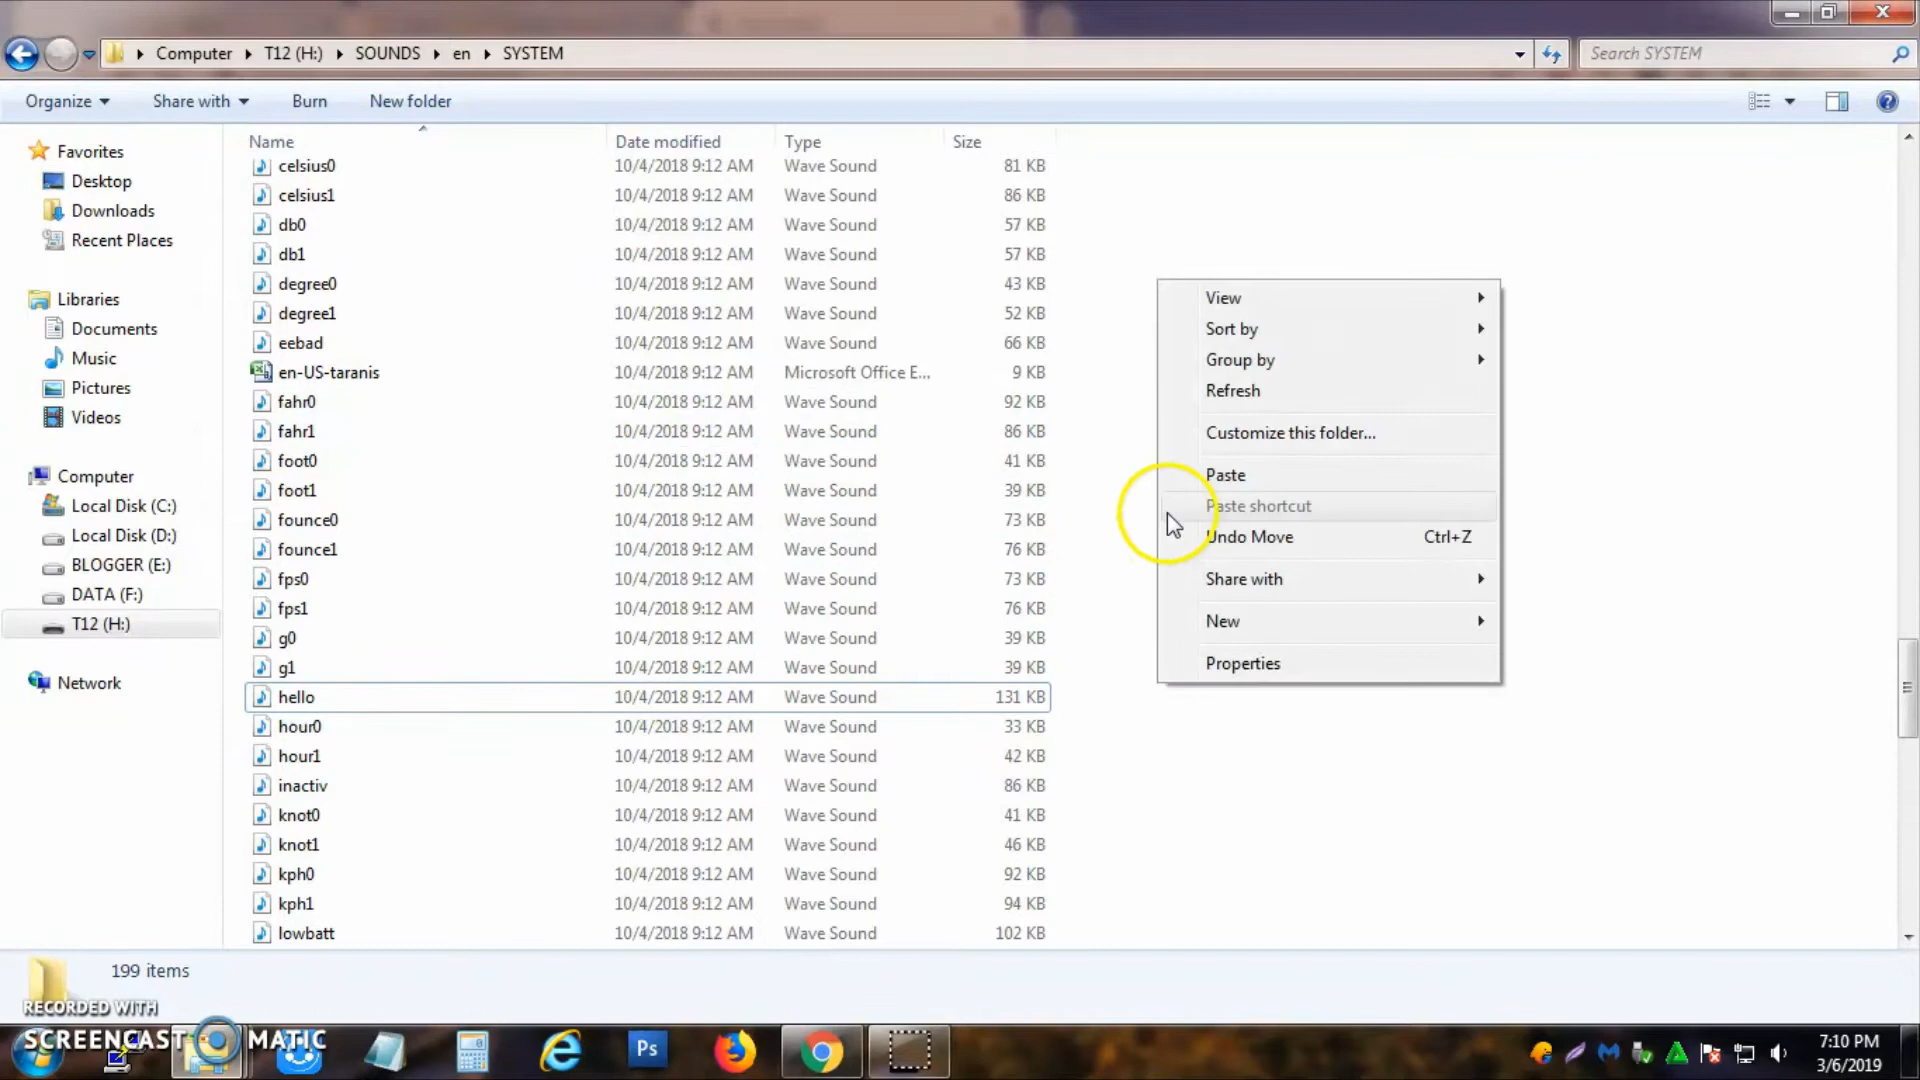 Computer T12 (H:) SOUNDS en SYSTEM
Search SYSTEM
Organize Share with Burn New folder
Favorites
Desktop
Downloads
Recent Places
Libraries
Documents
Music
Pictures
Videos
Computer
Local Disk (C:)
Local Disk (D:)
BLOGGER (E:)
DATA (F:)
T12 (H:)
Network
Name Date modified Type Size
celsius0 10/4/2018 9:12 AM Wave Sound 81 KB
celsius1 10/4/2018 9:12 AM Wave Sound 86 KB
db0 10/4/2018 9:12 AM Wave Sound 57 KB
db1 10/4/2018 9:12 AM Wave Sound 57 KB
degree0 10/4/2018 9:12 AM Wave Sound 43 KB
degree1 10/4/2018 9:12 AM Wave Sound 52 KB
eebad 10/4/2018 9:12 AM Wave Sound 66 KB
en-US-taranis 10/4/2018 9:12 AM Microsoft Office E... 9 KB
fahr0 10/4/2018 9:12 AM Wave Sound 92 KB
fahr1 10/4/2018 9:12 AM Wave Sound 86 KB
foot0 10/4/2018 9:12 AM Wave Sound 41 KB
foot1 10/4/2018 9:12 AM Wave Sound 39 KB
founce0 10/4/2018 9:12 AM Wave Sound 73 KB
founce1 10/4/2018 9:12 AM Wave Sound 76 KB
fps0 10/4/2018 9:12 AM Wave Sound 73 KB
fps1 10/4/2018 9:12 AM Wave Sound 76 KB
g0 10/4/2018 9:12 AM Wave Sound 39 KB
g1 10/4/2018 9:12 AM Wave Sound 39 KB
hello 10/4/2018 9:12 AM Wave Sound 131 KB
hour0 10/4/2018 9:12 AM Wave Sound 33 KB
hour1 10/4/2018 9:12 AM Wave Sound 42 KB
inactiv 10/4/2018 9:12 AM Wave Sound 86 KB
knot0 10/4/2018 9:12 AM Wave Sound 41 KB
knot1 10/4/2018 9:12 AM Wave Sound 46 KB
kph0 10/4/2018 9:12 AM Wave Sound 92 KB
kph1 10/4/2018 9:12 AM Wave Sound 94 KB
lowbatt 10/4/2018 9:12 AM Wave Sound 102 KB
View
Sort by
Group by
Refresh
Customize this folder...
Paste
Paste shortcut
Undo Move Ctrl+Z
Share with
New
Properties
199 items
RECORDED WITH
SCREENCAST MATIC
Ps
7:10 PM
3/6/2019